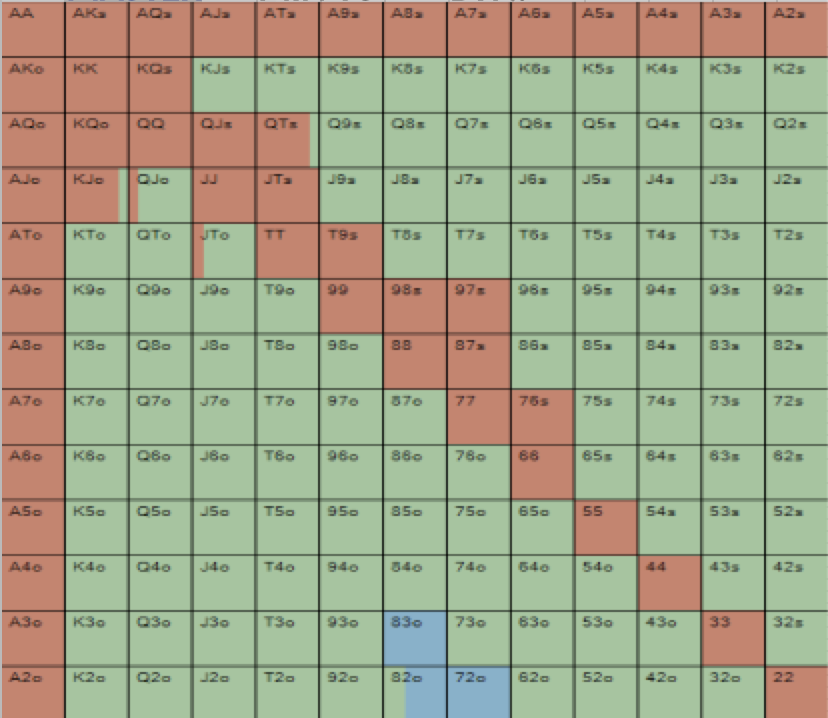 AA AKs AQs AJs ATs A9s A8s A7s A6s A5s A4s A3s A2s
AKo KK KQs KJs KTs K9s K8s K7s K6s K5s K4s K3s K2s
AQo KQo QQ QJs QTs Q9s Q8s Q7s Q6s Q5s Q4s Q3s Q2s
AJo KJo QJo JJ JTs J9s J8s J7s J6s J5s J4s J3s J2s
ATo KTo QTo JTo TT T9s T8s T7s T6s T5s T4s T3s T2s
A9o K9o Q9o J9o T9o 99 98s 97s 96s 95s 94s 93s 92s
A8o K8o Q8o J8o T8o 98o 88 87s 86s 85s 84s 83s 82s
A7o K7o Q7o J7o T7o 97o 87o 77 76s 75s 74s 73s 72s
A6o K6o Q6o J6o T6o 96o 86o 76o 66 65s 64s 63s 62s
A5o K5o Q5o J5o T5o 95o 85o 75o 65o 55 54s 53s 52s
A4o K4o Q4o J4o T4o 94o 84o 74o 64o 54o 44 43s 42s
A3o K3o Q3o J3o T3o 93o 83o 73o 63o 53o 43o 33 32s
A2o K2o Q2o J2o T2o 92o 82o 72o 62o 52o 42o 32o 22